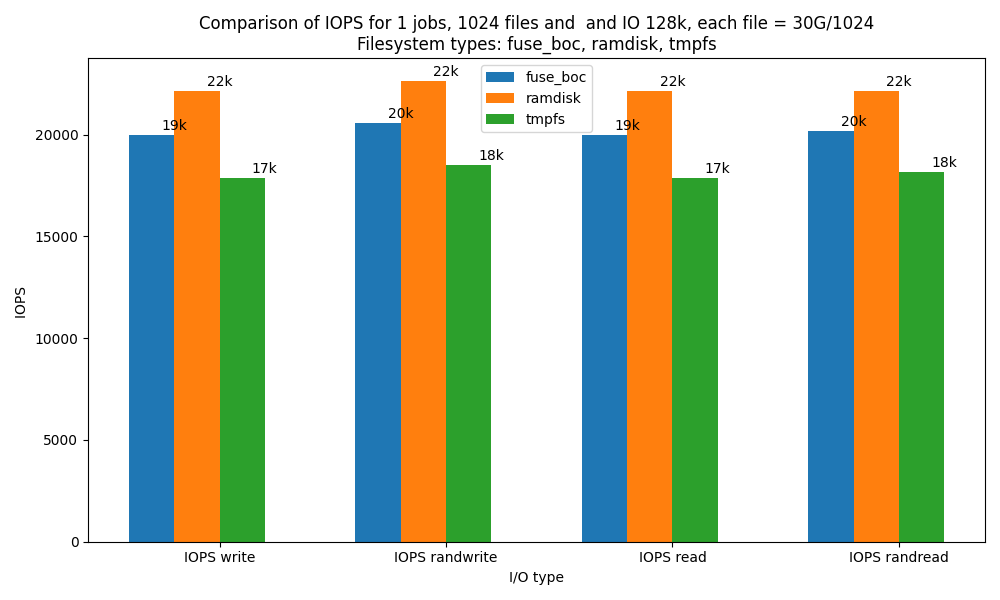 Comparison of IOPS for 1 jobs, 1024 files and  and IO 128k, each file = 30G/1024
Filesystem types: fuse_boc, ramdisk, tmpfs
fuse_boc
ramdisk
tmpfs
19k
22k
17k
20k
22k
18k
19k
22k
17k
20k
22k
18k
20000
15000
10000
5000
0
IOPS
IOPS write
IOPS randwrite
IOPS read
IOPS randread
I/O type